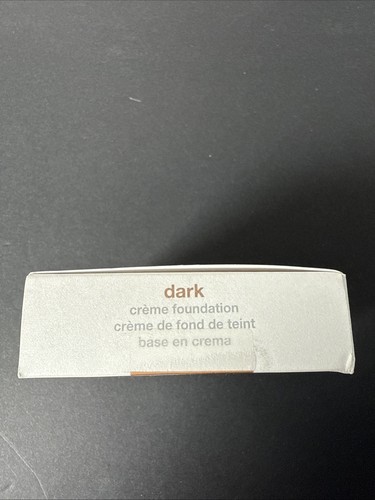 dark
crème foundation
crème de fond de teint
base en crema